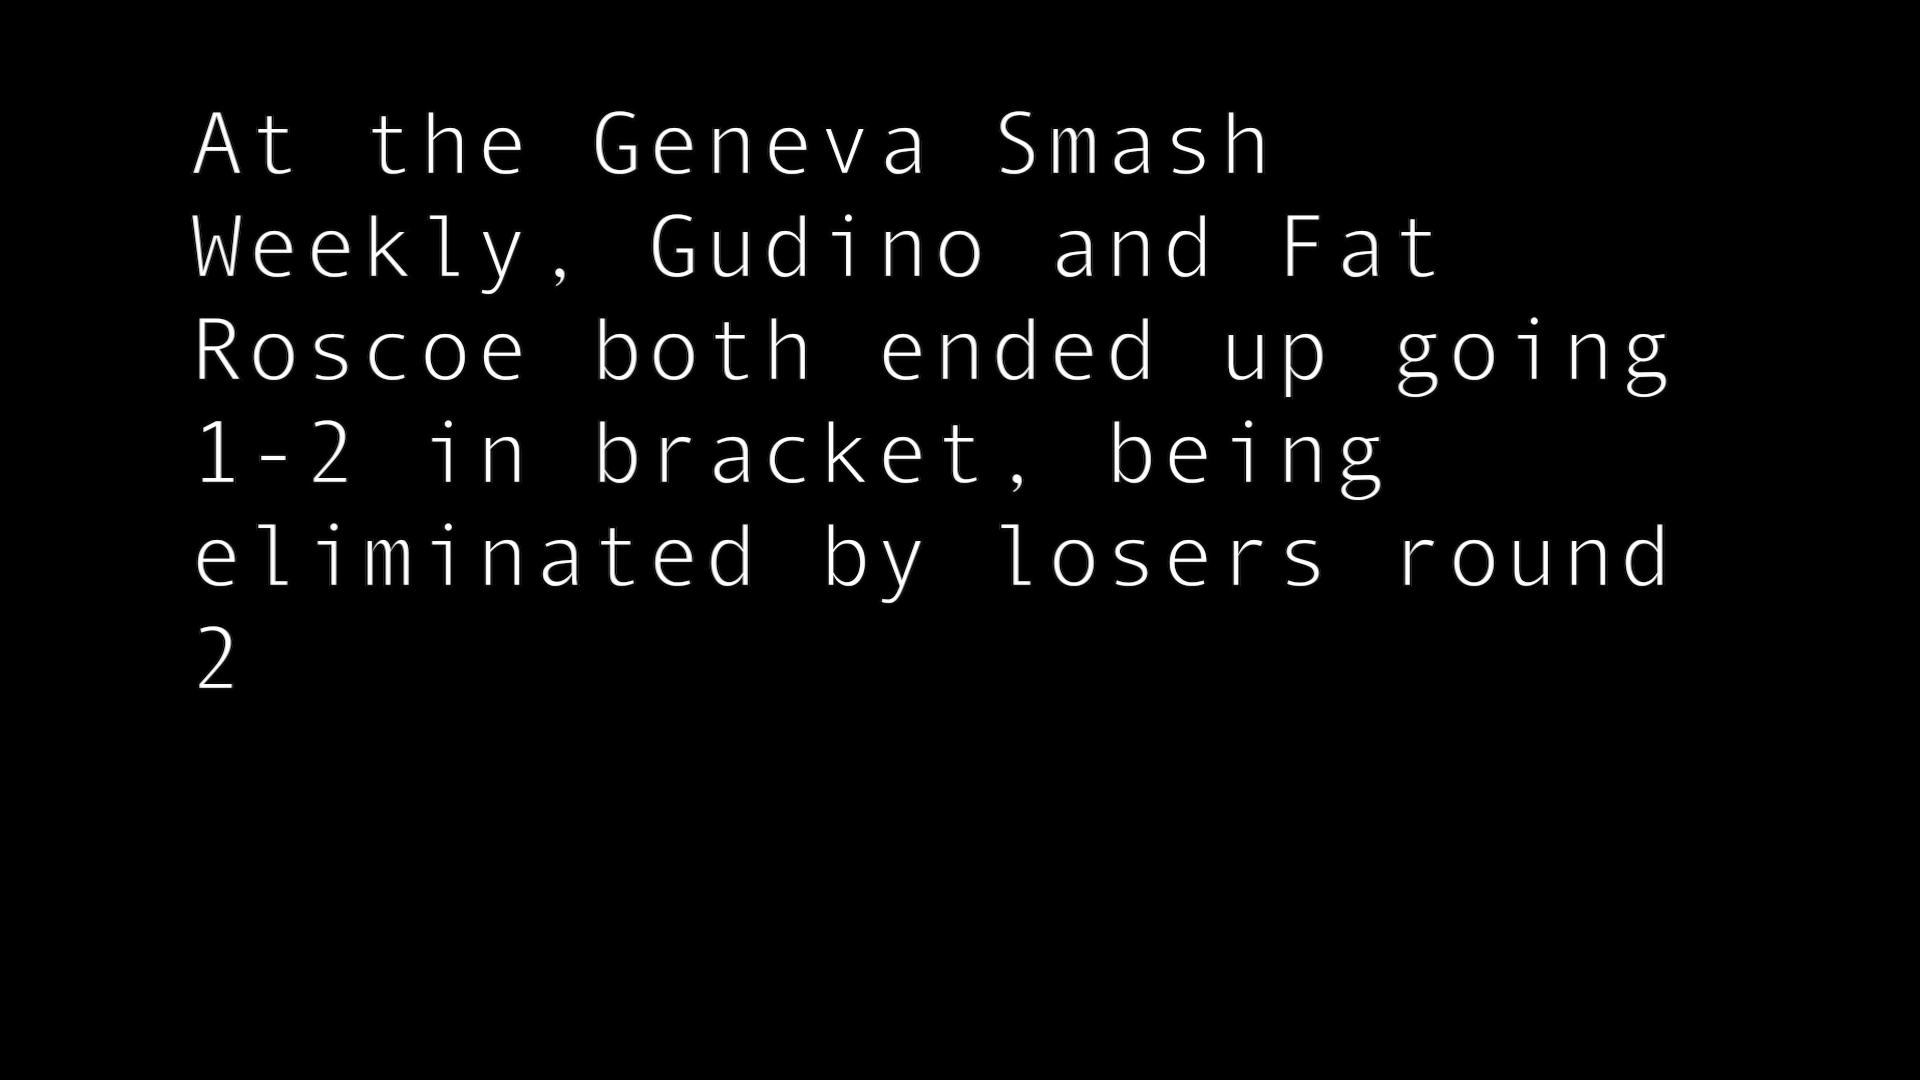 At the Geneva Smash
Weekly, Gudino and Fat
Roscoe both ended up going
1-2 in bracket, being
eliminated by losers round
2